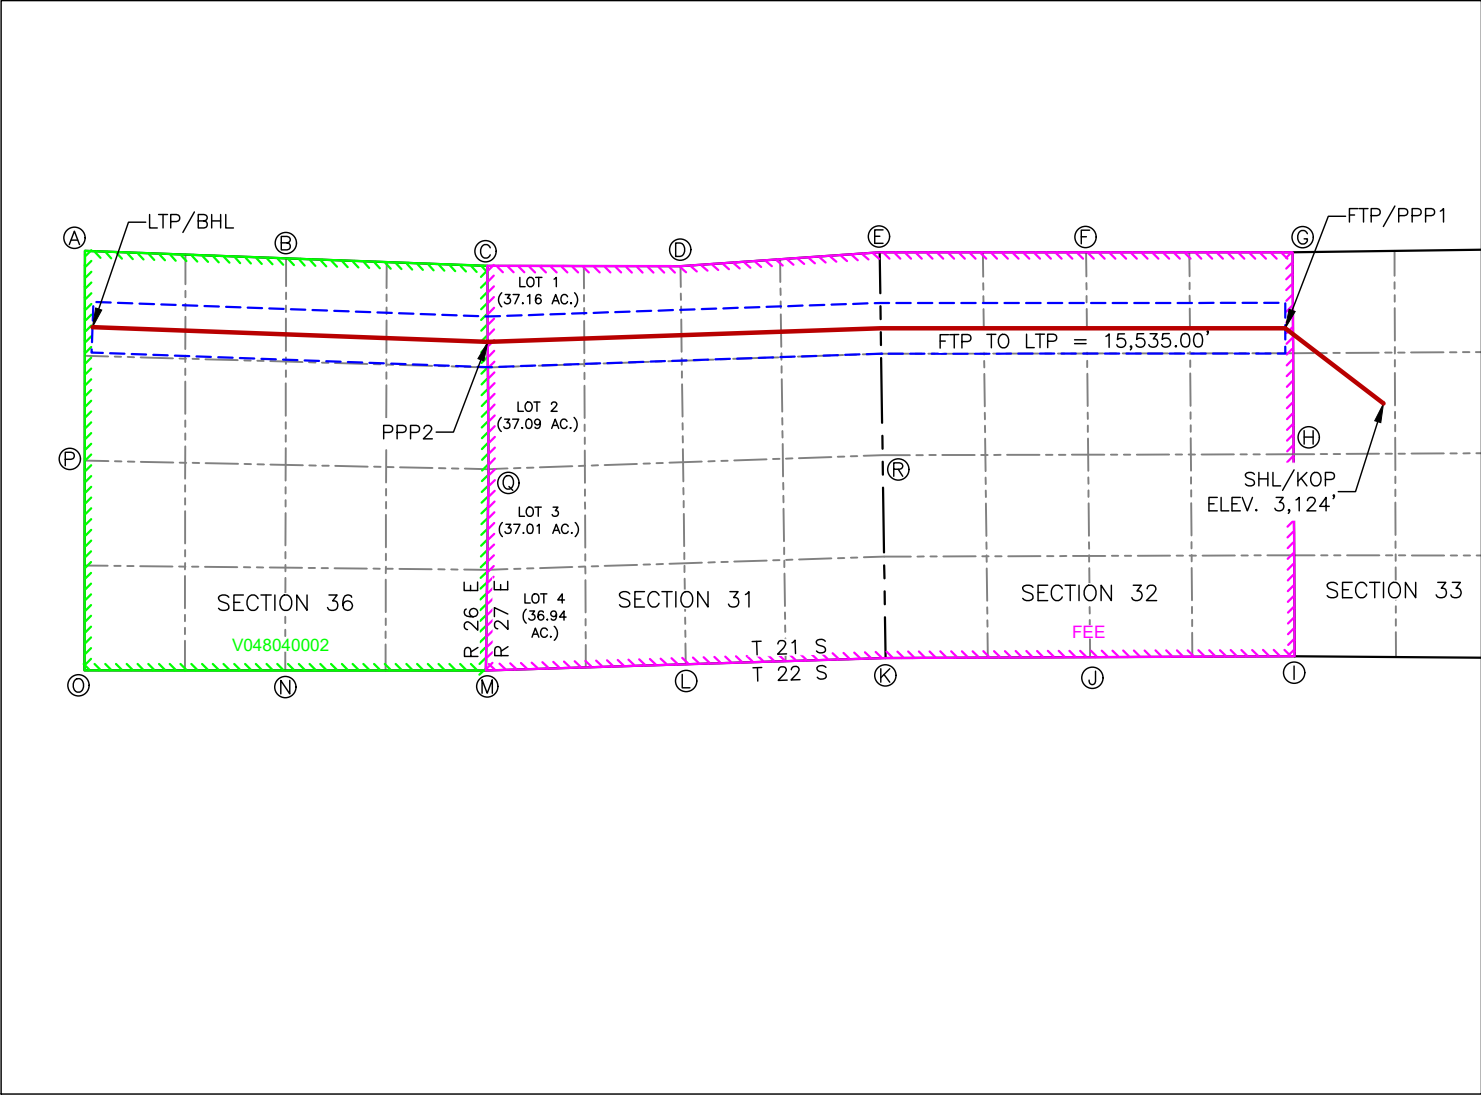 LTP/BHL
FTP/PPP1
A
B
C
D
E
F
G
LOT 1
(37.16 AC.)
FTP TO LTP = 15,535.00'
LOT 2
(37.09 AC.)
PPP2
H
P
Q
R
SHL/KOP
ELEV. 3,124'
LOT 3
(37.01 AC.)
SECTION 36
R 26 E
R 27 E
LOT 4
(36.94
AC.)
SECTION 31
SECTION 32
SECTION 33
V048040002
FEE
T 21 S
T 22 S
O
N
M
L
K
J
I